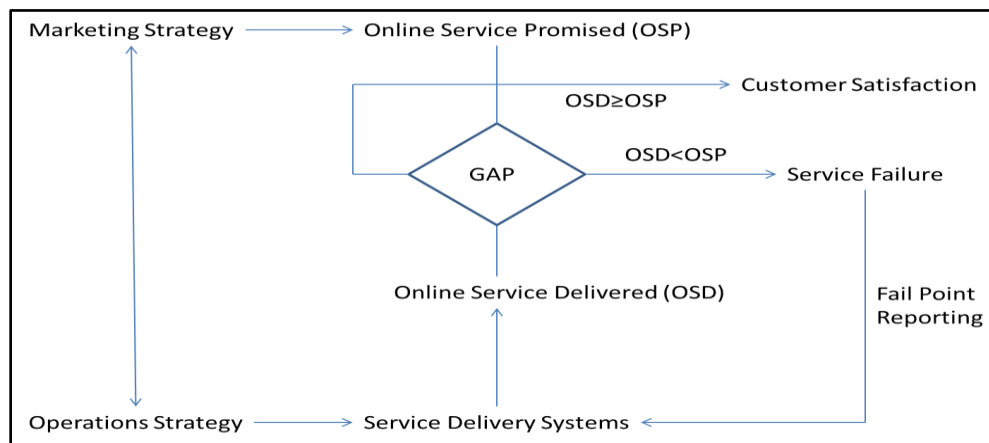 Marketing Strategy
Online Service Promised (OSP)
Customer Satisfaction
OSD≥OSP
OSD<OSP
GAP
Service Failure
Online Service Delivered (OSD)
Fail Point
Reporting
Operations Strategy
Service Delivery Systems